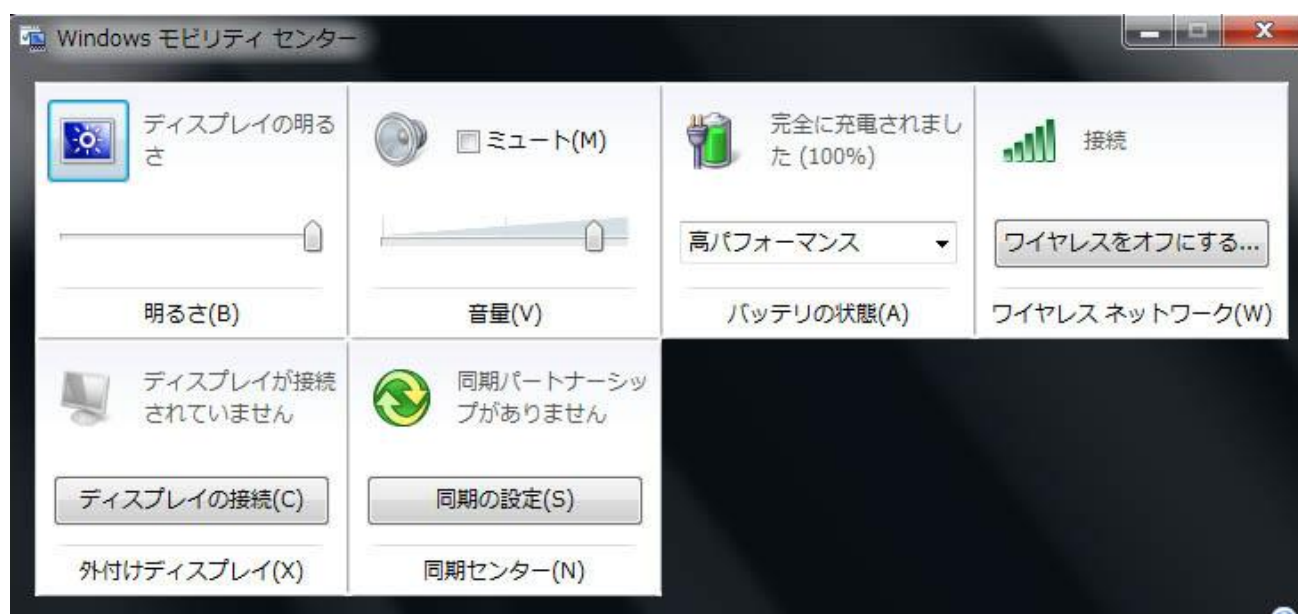 Windows モビリティ センター
ディスプレイの明る
さ
ミュート(M)
完全に充電されまし
た (100%)
接続
高パフォーマンス
ワイヤレスをオフにする...
明るさ(B)
音量(V)
バッテリの状態(A)
ワイヤレス ネットワーク(W)
ディスプレイが接続
されていません
同期パートナーシッ
プがありません
ディスプレイの接続(C)
同期の設定(S)
外付けディスプレイ(X)
同期センター(N)